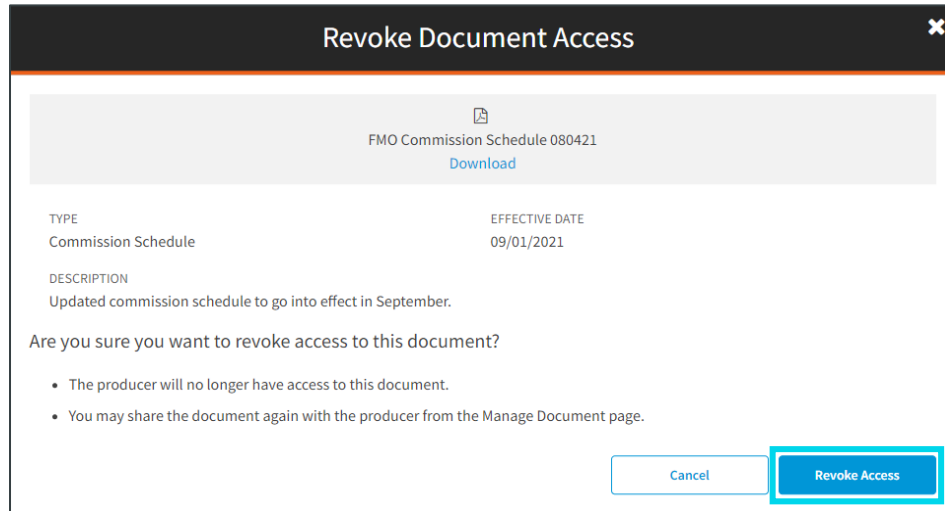 Revoke Document Access
FMO Commission Schedule 080421
Download
TYPE
EFFECTIVE DATE
Commission Schedule
09/01/2021
DESCRIPTION
Updated commission schedule to go into effect in September.
Are you sure you want to revoke access to this document?
• The producer will no longer have access to this document.
• You may share the document again with the producer from the Manage Document page.
Cancel
Revoke Access